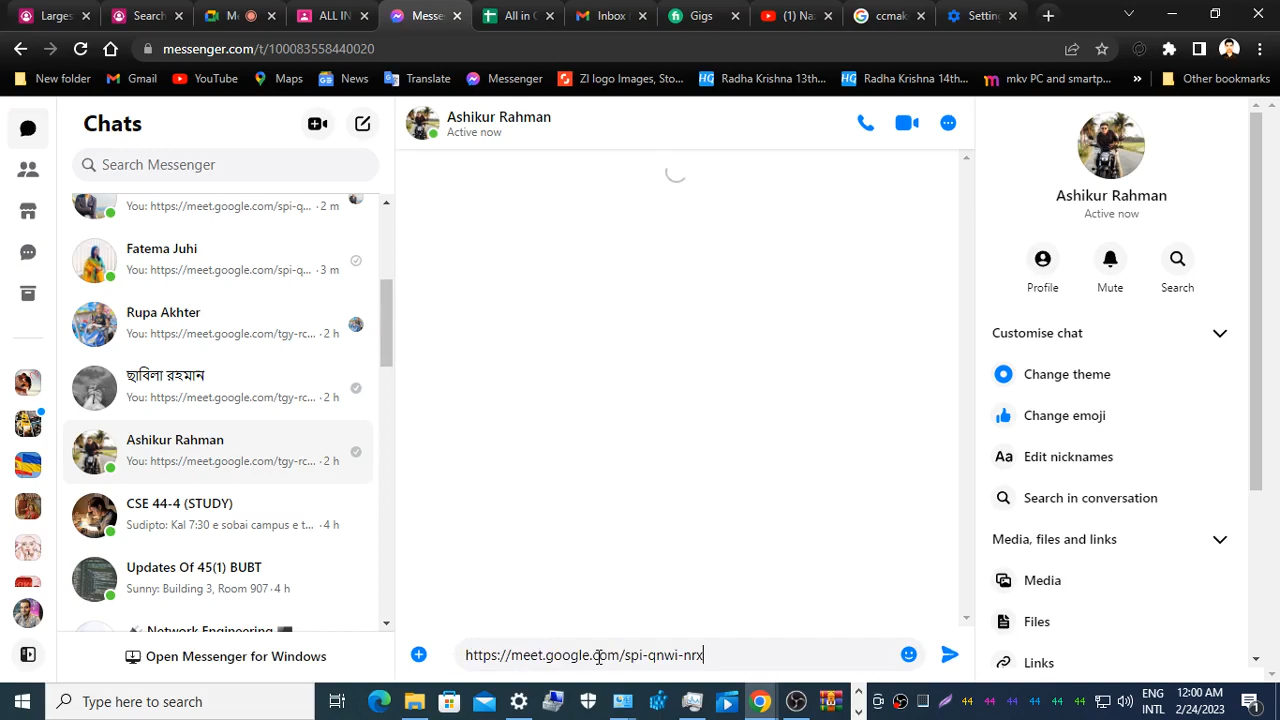 Larges
Search
M
ALL IN
Messe
All in C
Inbox
Gigs
(1) Na
ccmak
Settin
messenger.com/t/100083558440020
New folder
Gmail
YouTube
Maps
News
Translate
Messenger
ZI logo Images, Sto...
Radha Krishna 13th...
Radha Krishna 14th...
mkv PC and smartp...
»
Other bookmarks
Chats
Search Messenger
You: https://meet.google.com/spi-q... · 2 m
Fatema Juhi
You: https://meet.google.com/spi-q... · 3 m
Rupa Akhter
You: https://meet.google.com/tgy-rc... · 2 h
ছাবিলা রহমান
You: https://meet.google.com/tgy-rc... · 2 h
Ashikur Rahman
You: https://meet.google.com/tgy-rc... · 2 h
CSE 44-4 (STUDY)
Sudipto: Kal 7:30 e sobai campus e t... · 4 h
Updates Of 45(1) BUBT
Sunny: Building 3, Room 907 · 4 h
Network Engineering
Open Messenger for Windows
Ashikur Rahman
Active now
https://meet.google.com/spi-qnwi-nrx
Ashikur Rahman
Active now
Profile
Mute
Search
Customise chat
Change theme
Change emoji
Aa
Edit nicknames
Search in conversation
Media, files and links
Media
Files
Links
Type here to search
44
44
44
44
44
ENG
INTL
12:00 AM
2/24/2023